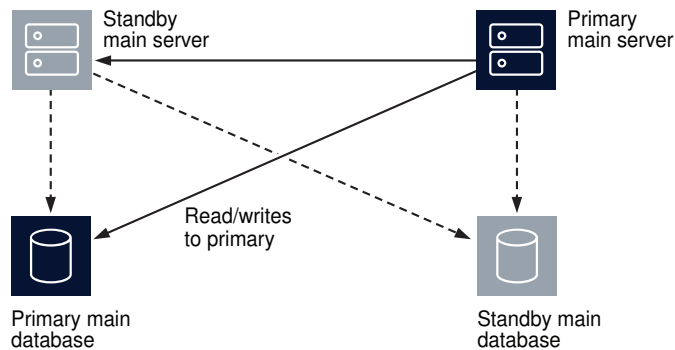 Standby
main server
Primary
main server
Read/writes
to primary
Primary main
database
Standby main
database